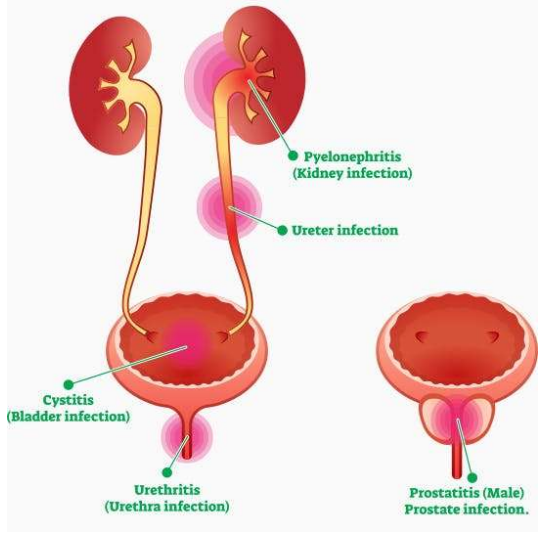 Pyelonephritis
(Kidney infection)
Ureter infection
Cystitis
(Bladder infection)
Urethritis
(Urethra infection)
Prostatitis (Male)
Prostate infection.